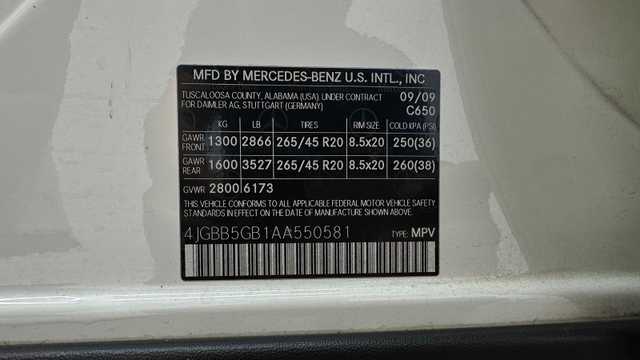 MFD BY MERCEDES-BENZ U.S. INTL., INC
TUSCALOOSA COUNTY, ALABAMA (USA) UNDER CONTRACT 09/09
FOR DAIMLER AG, STUTTGART (GERMANY) C650
KG LB TIRES RIM SIZE COLD KPA (PSI)
GAWR FRONT 1300 2866 265/45 R20 8.5x20 250(36)
GAWR REAR 1600 3527 265/45 R20 8.5x20 260(38)
GVWR 2800 6173
THIS VEHICLE CONFORMS TO ALL APPLICABLE FEDERAL MOTOR VEHICLE SAFETY
STANDARDS IN EFFECT ON THE DATE OF MANUFACTURE SHOWN ABOVE.
4JGBB5GB1AA550581 TYPE: MPV